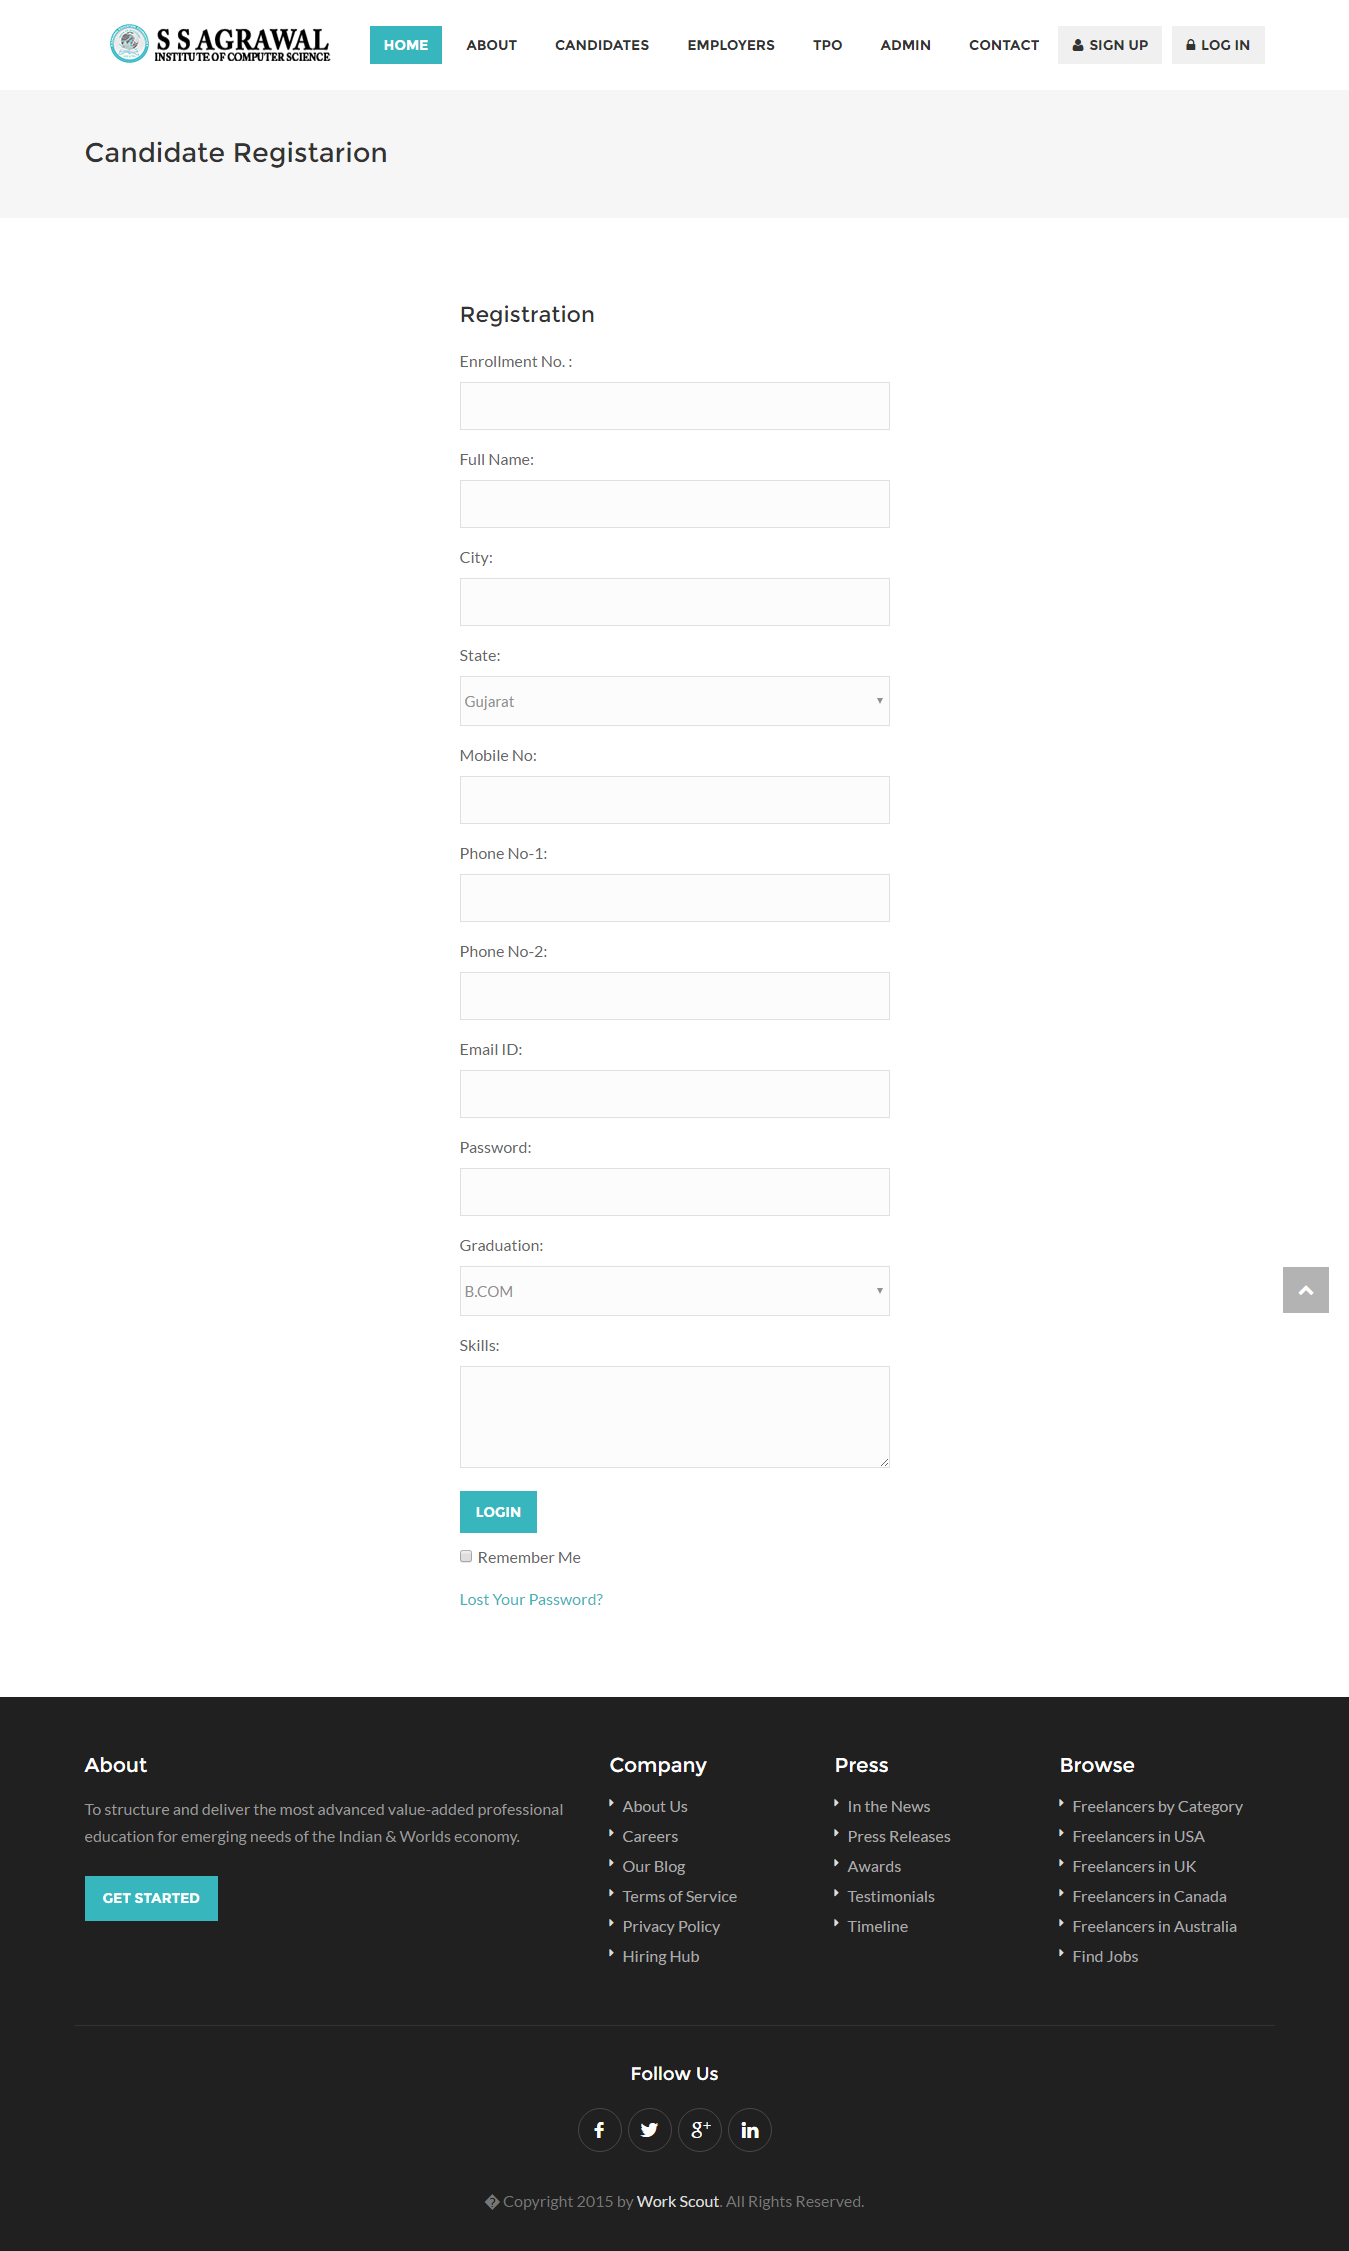 S S AGRAWAL
INSTITUTE OF COMPUTER SCIENCE
HOME ABOUT CANDIDATES EMPLOYERS TPO ADMIN CONTACT SIGN UP LOG IN
Candidate Registarion
Registration
Enrollment No. :
Full Name:
City:
State:
Gujarat
Mobile No:
Phone No-1:
Phone No-2:
Email ID:
Password:
Graduation:
B.COM
Skills:
LOGIN
Remember Me
Lost Your Password?
About
To structure and deliver the most advanced value-added professional
education for emerging needs of the Indian & Worlds economy.
GET STARTED
Company
About Us
Careers
Our Blog
Terms of Service
Privacy Policy
Hiring Hub
Press
In the News
Press Releases
Awards
Testimonials
Timeline
Browse
Freelancers by Category
Freelancers in USA
Freelancers in UK
Freelancers in Canada
Freelancers in Australia
Find Jobs
Follow Us
� Copyright 2015 by Work Scout. All Rights Reserved.